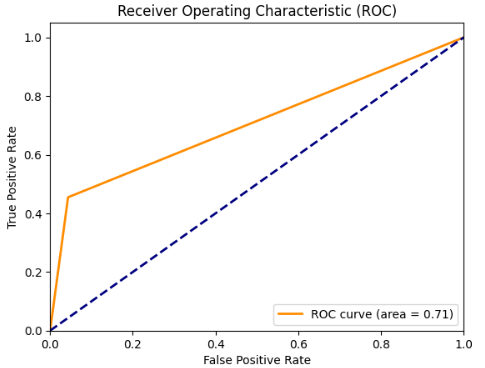 Receiver Operating Characteristic (ROC)
True Positive Rate
1.0
0.8
0.6
0.4
0.2
0.0
ROC curve (area = 0.71)
0.0 0.2 0.4 0.6 0.8 1.0
False Positive Rate